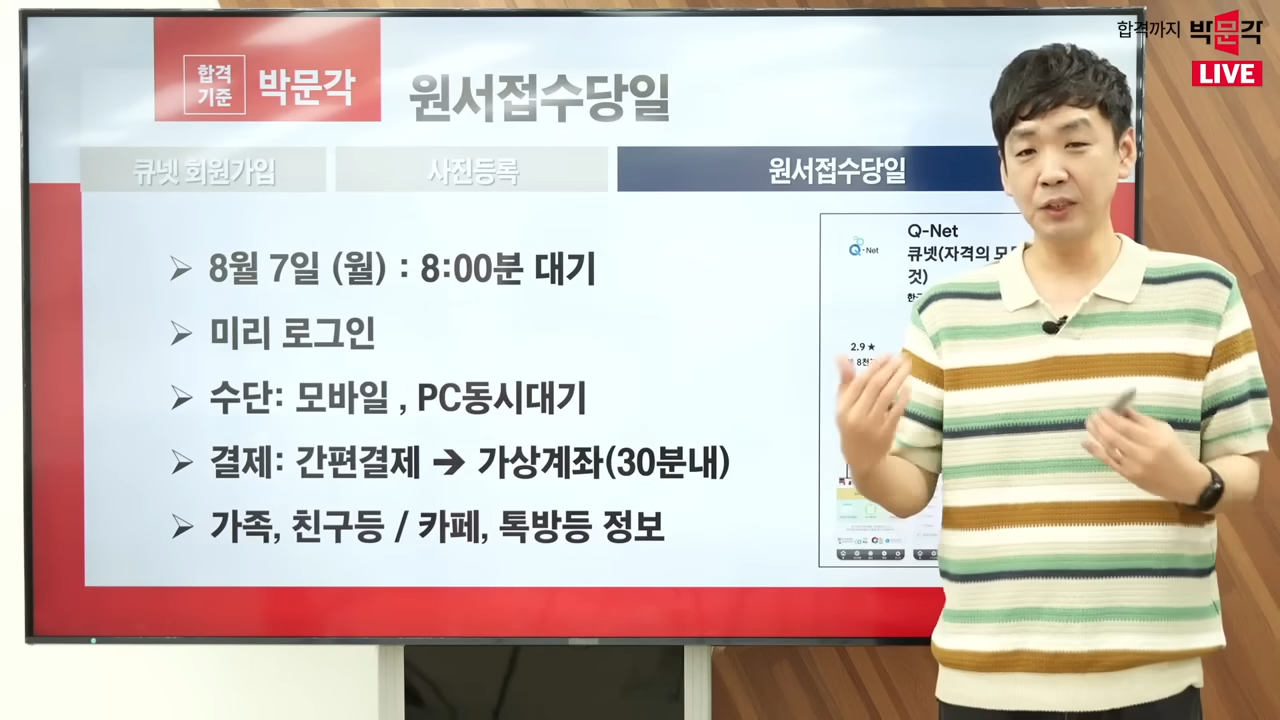 합격까지 박문각
LIVE
합격
기준
박문각
원서접수당일
큐넷 회원가입
사진등록
원서접수당일
➢ 8월 7일 (월) : 8:00분 대기
➢ 미리 로그인
➢ 수단: 모바일 , PC동시대기
➢ 결제: 간편결제 → 가상계좌(30분내)
➢ 가족, 친구등 / 카페, 톡방등 정보
Q-Net
Q-Net
큐넷(자격의
것)
2.9 ★